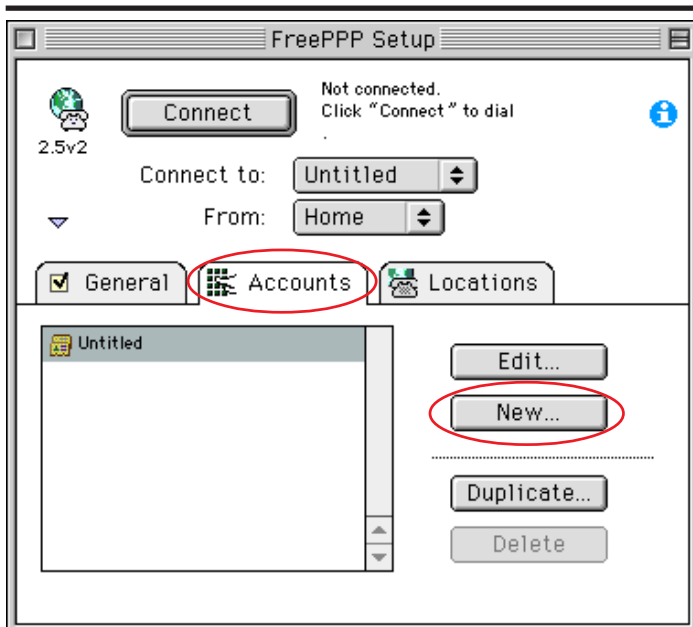 FreePPP Setup
Not connected.
Connect
Click “Connect” to dial
.
2.5v2
Connect to: Untitled
From: Home
General Accounts Locations
Untitled
Edit...
New...
Duplicate...
Delete